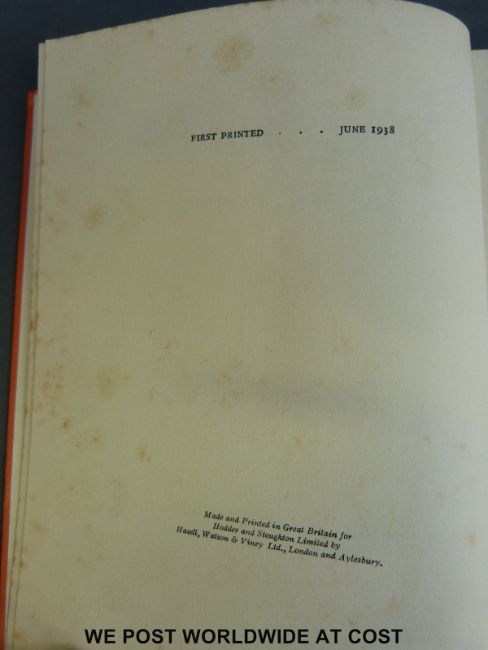 FIRST PRINTED . . . JUNE 1938
Made and Printed in Great Britain for
Hodder and Stoughton Limited by
Hazell, Watson & Viney Ltd., London and Aylesbury.
WE POST WORLDWIDE AT COST